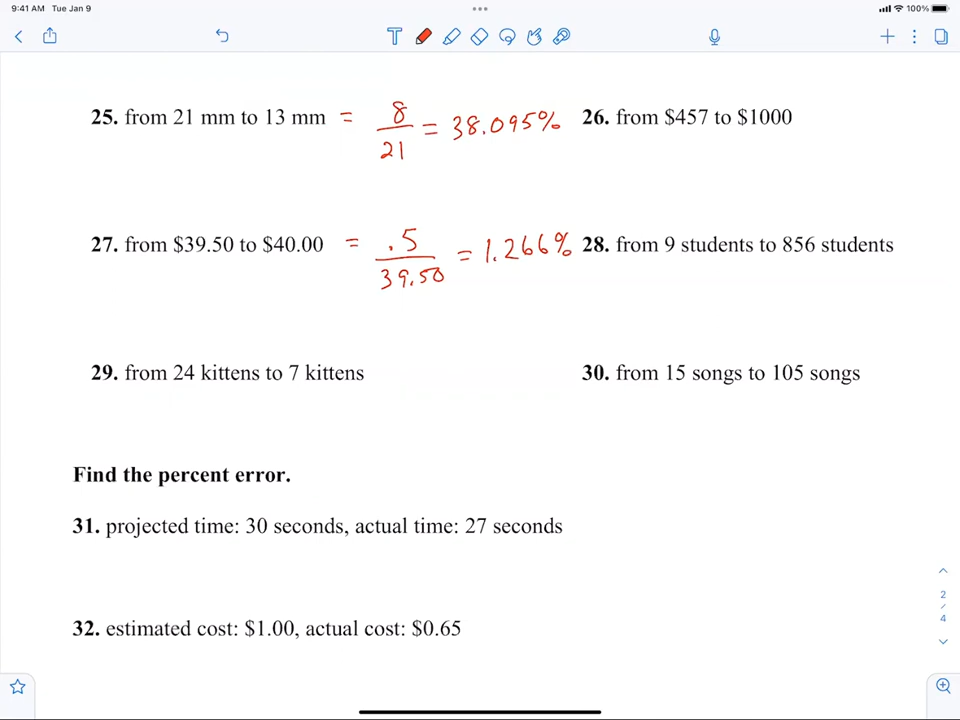 9:41 AM Tue Jan 9
100%
T
25. from 21 mm to 13 mm = 8/21 = 38.095% 26. from $457 to $1000
27. from $39.50 to $40.00 = .5/39.50 = 1.266% 28. from 9 students to 856 students
29. from 24 kittens to 7 kittens 30. from 15 songs to 105 songs
Find the percent error.
31. projected time: 30 seconds, actual time: 27 seconds
32. estimated cost: $1.00, actual cost: $0.65
2
/
4